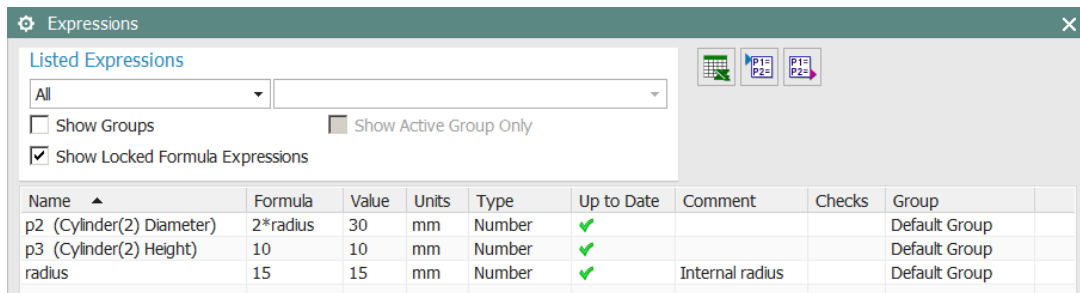 Expressions
Listed Expressions
All
Show Groups Show Active Group Only
Show Locked Formula Expressions
P1=
P2=
P1=
P2=
Name Formula Value Units Type Up to Date Comment Checks Group
p2 (Cylinder(2) Diameter) 2*radius 30 mm Number Default Group
p3 (Cylinder(2) Height) 10 10 mm Number Default Group
radius 15 15 mm Number Internal radius Default Group